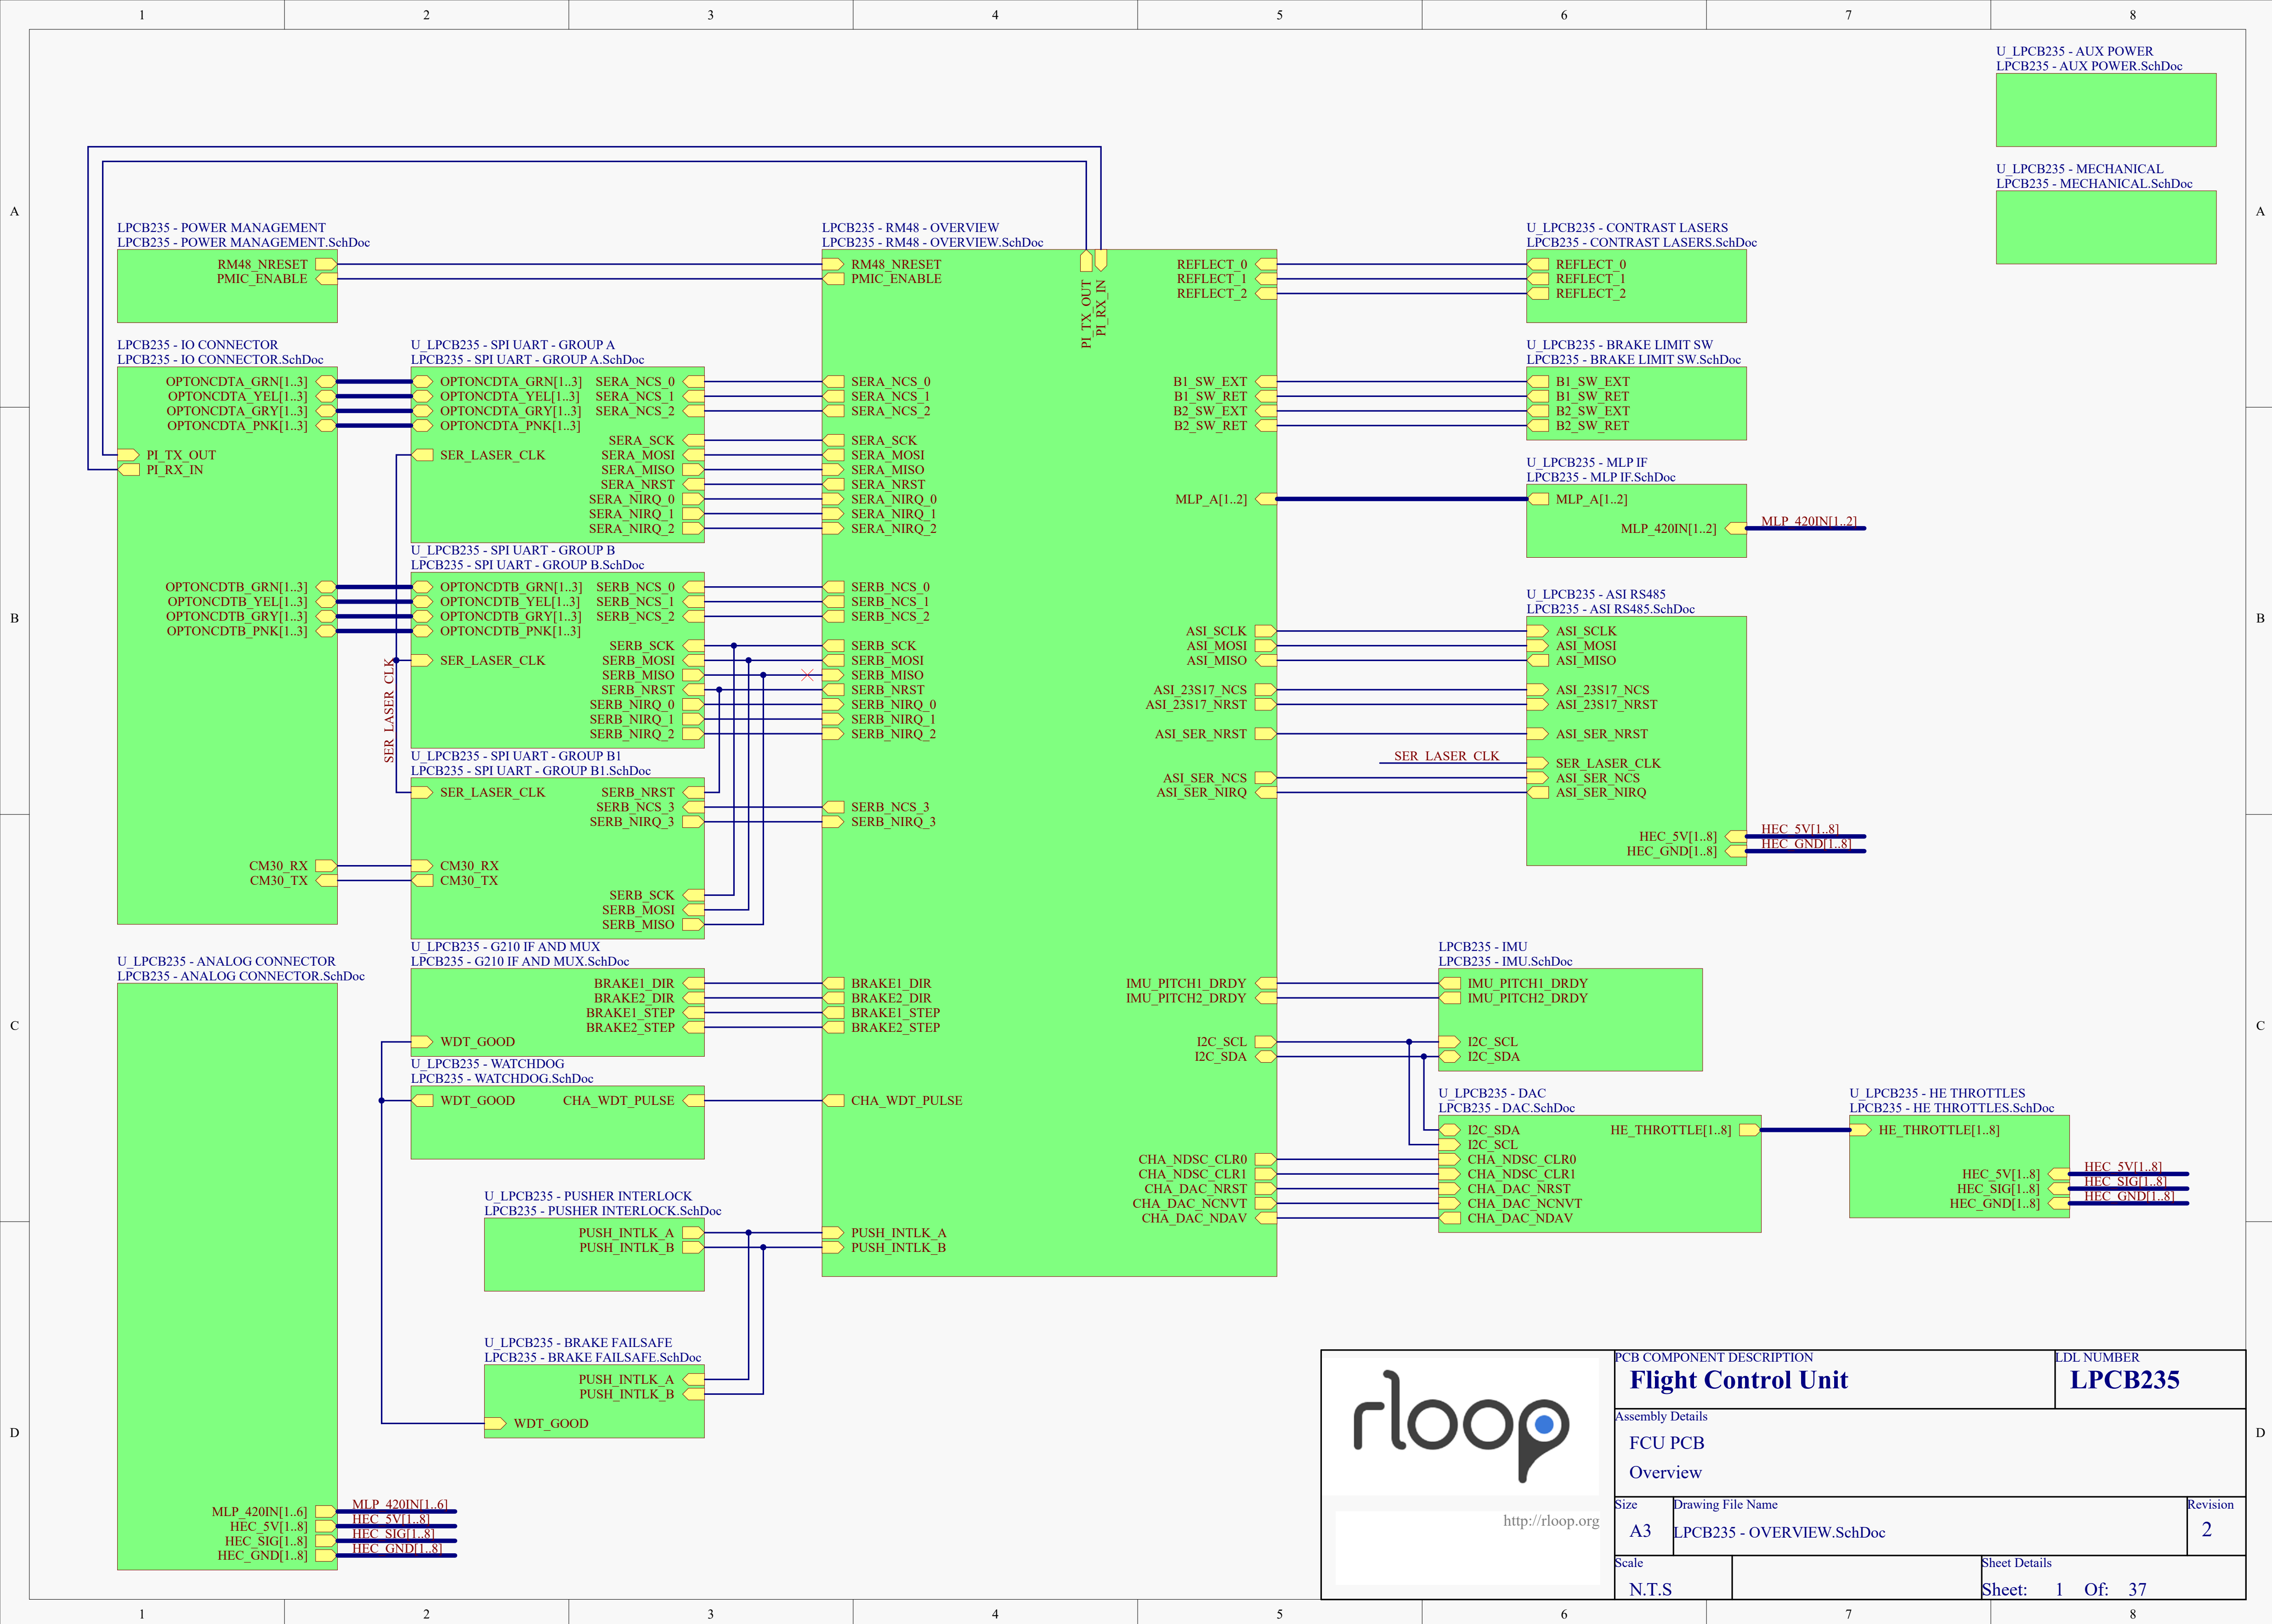 1 2 3 4 5 6 7 8
A
B
C
D
A
B
C
D
U_LPCB235 - AUX POWER
LPCB235 - AUX POWER.SchDoc
U_LPCB235 - MECHANICAL
LPCB235 - MECHANICAL.SchDoc
LPCB235 - POWER MANAGEMENT
LPCB235 - POWER MANAGEMENT.SchDoc
RM48_NRESET
PMIC_ENABLE
LPCB235 - IO CONNECTOR
LPCB235 - IO CONNECTOR.SchDoc
OPTONCDTA_GRN[1..3]
OPTONCDTA_YEL[1..3]
OPTONCDTA_GRY[1..3]
OPTONCDTA_PNK[1..3]
PI_TX_OUT
PI_RX_IN
OPTONCDTB_GRN[1..3]
OPTONCDTB_YEL[1..3]
OPTONCDTB_GRY[1..3]
OPTONCDTB_PNK[1..3]
CM30_RX
CM30_TX
U_LPCB235 - ANALOG CONNECTOR
LPCB235 - ANALOG CONNECTOR.SchDoc
MLP_420IN[1..6] MLP_420IN[1..6]
HEC_5V[1..8] HEC_5V[1..8]
HEC_SIG[1..8] HEC_SIG[1..8]
HEC_GND[1..8] HEC_GND[1..8]
U_LPCB235 - SPI UART - GROUP A
LPCB235 - SPI UART - GROUP A.SchDoc
OPTONCDTA_GRN[1..3] SERA_NCS_0
OPTONCDTA_YEL[1..3] SERA_NCS_1
OPTONCDTA_GRY[1..3] SERA_NCS_2
OPTONCDTA_PNK[1..3]
SERA_SCK
SER_LASER_CLK SERA_MOSI
SERA_MISO
SERA_NRST
SERA_NIRQ_0
SERA_NIRQ_1
SERA_NIRQ_2
U_LPCB235 - SPI UART - GROUP B
LPCB235 - SPI UART - GROUP B.SchDoc
OPTONCDTB_GRN[1..3] SERB_NCS_0
OPTONCDTB_YEL[1..3] SERB_NCS_1
OPTONCDTB_GRY[1..3] SERB_NCS_2
OPTONCDTB_PNK[1..3]
SERB_SCK
SER_LASER_CLK SERB_MOSI
SERB_MISO
SERB_NRST
SERB_NIRQ_0
SERB_NIRQ_1
SERB_NIRQ_2
SER_LASER_CLK
U_LPCB235 - SPI UART - GROUP B1
LPCB235 - SPI UART - GROUP B1.SchDoc
SER_LASER_CLK SERB_NRST
SERB_NCS_3
SERB_NIRQ_3
CM30_RX
CM30_TX
SERB_SCK
SERB_MOSI
SERB_MISO
U_LPCB235 - G210 IF AND MUX
LPCB235 - G210 IF AND MUX.SchDoc
BRAKE1_DIR
BRAKE2_DIR
BRAKE1_STEP
BRAKE2_STEP
WDT_GOOD
U_LPCB235 - WATCHDOG
LPCB235 - WATCHDOG.SchDoc
WDT_GOOD CHA_WDT_PULSE
U_LPCB235 - PUSHER INTERLOCK
LPCB235 - PUSHER INTERLOCK.SchDoc
PUSH_INTLK_A
PUSH_INTLK_B
U_LPCB235 - BRAKE FAILSAFE
LPCB235 - BRAKE FAILSAFE.SchDoc
PUSH_INTLK_A
PUSH_INTLK_B
WDT_GOOD
LPCB235 - RM48 - OVERVIEW
LPCB235 - RM48 - OVERVIEW.SchDoc
PI_TX_OUT
PI_RX_IN
RM48_NRESET
PMIC_ENABLE
SERA_NCS_0
SERA_NCS_1
SERA_NCS_2
SERA_SCK
SERA_MOSI
SERA_MISO
SERA_NRST
SERA_NIRQ_0
SERA_NIRQ_1
SERA_NIRQ_2
SERB_NCS_0
SERB_NCS_1
SERB_NCS_2
SERB_SCK
SERB_MOSI
SERB_MISO
SERB_NRST
SERB_NIRQ_0
SERB_NIRQ_1
SERB_NIRQ_2
SERB_NCS_3
SERB_NIRQ_3
BRAKE1_DIR
BRAKE2_DIR
BRAKE1_STEP
BRAKE2_STEP
CHA_WDT_PULSE
PUSH_INTLK_A
PUSH_INTLK_B
REFLECT_0
REFLECT_1
REFLECT_2
B1_SW_EXT
B1_SW_RET
B2_SW_EXT
B2_SW_RET
MLP_A[1..2]
ASI_SCLK
ASI_MOSI
ASI_MISO
ASI_23S17_NCS
ASI_23S17_NRST
ASI_SER_NRST
ASI_SER_NCS
ASI_SER_NIRQ
IMU_PITCH1_DRDY
IMU_PITCH2_DRDY
I2C_SCL
I2C_SDA
CHA_NDSC_CLR0
CHA_NDSC_CLR1
CHA_DAC_NRST
CHA_DAC_NCNVT
CHA_DAC_NDAV
U_LPCB235 - CONTRAST LASERS
LPCB235 - CONTRAST LASERS.SchDoc
REFLECT_0
REFLECT_1
REFLECT_2
U_LPCB235 - BRAKE LIMIT SW
LPCB235 - BRAKE LIMIT SW.SchDoc
B1_SW_EXT
B1_SW_RET
B2_SW_EXT
B2_SW_RET
U_LPCB235 - MLP IF
LPCB235 - MLP IF.SchDoc
MLP_A[1..2]
MLP_420IN[1..2] MLP_420IN[1..2]
U_LPCB235 - ASI RS485
LPCB235 - ASI RS485.SchDoc
ASI_SCLK
ASI_MOSI
ASI_MISO
ASI_23S17_NCS
ASI_23S17_NRST
ASI_SER_NRST
SER_LASER_CLK SER_LASER_CLK
ASI_SER_NCS
ASI_SER_NIRQ
HEC_5V[1..8] HEC_5V[1..8]
HEC_GND[1..8] HEC_GND[1..8]
LPCB235 - IMU
LPCB235 - IMU.SchDoc
IMU_PITCH1_DRDY
IMU_PITCH2_DRDY
I2C_SCL
I2C_SDA
U_LPCB235 - DAC
LPCB235 - DAC.SchDoc
I2C_SDA HE_THROTTLE[1..8]
I2C_SCL
CHA_NDSC_CLR0
CHA_NDSC_CLR1
CHA_DAC_NRST
CHA_DAC_NCNVT
CHA_DAC_NDAV
U_LPCB235 - HE THROTTLES
LPCB235 - HE THROTTLES.SchDoc
HE_THROTTLE[1..8]
HEC_5V[1..8] HEC_5V[1..8]
HEC_SIG[1..8] HEC_SIG[1..8]
HEC_GND[1..8] HEC_GND[1..8]
rloop
http://rloop.org
PCB COMPONENT DESCRIPTION
Flight Control Unit
LDL NUMBER
LPCB235
Assembly Details
FCU PCB
Overview
Size
A3
Drawing File Name
LPCB235 - OVERVIEW.SchDoc
Revision
2
Scale
N.T.S
Sheet Details
Sheet: 1 Of: 37
1 2 3 4 5 6 7 8